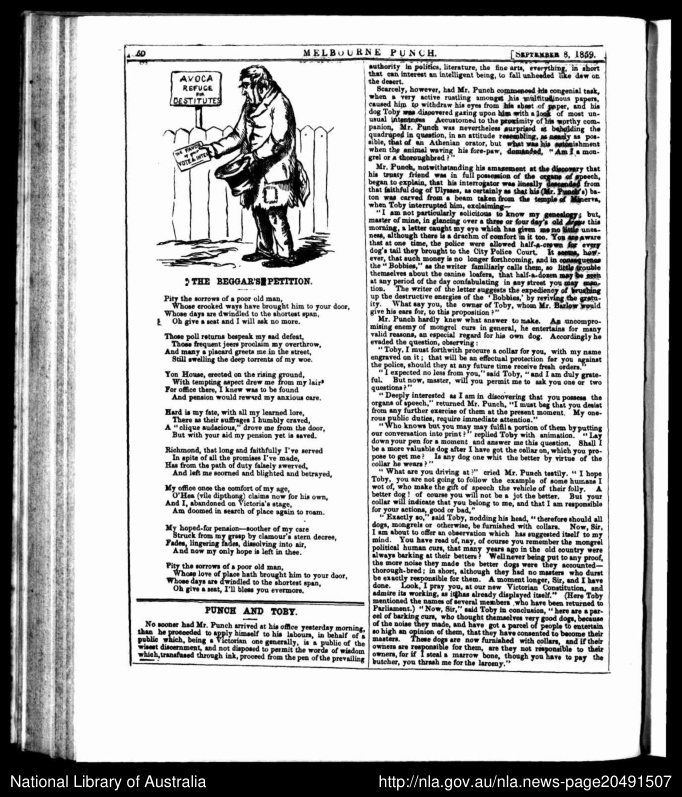 60 MELBOURNE PUNCH. [SEPTEMBER 8, 1859.
AVOCA
REFUGE
FOR
DESTITUTES
THE BEGGAR'S PETITION.
Pity the sorrows of a poor old man,
Whose crooked ways have brought him to your door,
Whose days are dwindled to the shortest span,
Oh give a seat and I will ask no more.
Those poll returns bespeak my sad defeat,
Those frequent jeers proclaim my overthrow,
And many a placard greets me in the street,
Still swelling the deep torrents of my woe.
Yon House, erected on the rising ground,
With tempting aspect drew me from my lair
For office there, I knew was to be found
And pension would reward my anxious care.
Hard is my fate, with all my learned lore,
There as their suffrages I humbly craved,
A "clique audacious," drove me from the door,
But with your aid my pension yet is saved.
Richmond, that long and faithfully I've served
In spite of all the promises I've made,
Has from the path of duty falsely swerved,
And left me scorned and blighted and betrayed,
My office once the comfort of my age,
O'Hea (vile dipthong) claims now for his own,
And I, abandoned on Victoria's stage,
Am doomed in search of place again to roam.
My hoped-for pension—soother of my care
Struck from my grasp by clamour's stern decree,
Fades, lingering fades, dissolving into air,
And now my only hope is left in thee.
Pity the sorrows of a poor old man,
Whose love of place hath brought him to your door,
Whose days are dwindled to the shortest span,
Oh give a seat, I'll bless you evermore.
PUNCH AND TOBY.
No sooner had Mr. Punch arrived at his office yesterday morning,
than he proceeded to apply himself to his labours, in behalf of a
public which, being a Victorian one generally, is a public of the
wisest discernment, and not disposed to permit the words of wisdom
which, transfused through ink, proceed from the pen of the prevailing
authority in politics, literature, the fine arts, everything, in short
that can interest an intelligent being, to fall unheeded like dew on
the desert.
Scarcely, however, had Mr. Punch commenced his congenial task,
when a very active rustling amongst his multitudinous papers,
caused him to withdraw his eyes from his sheet of paper, and his
dog Toby was discovered gazing upon him with a look of most un-
usual intentness Accustomed to the proximity of his worthy com-
panion, Mr. Punch was nevertheless surprised at beholding the
quadruped in question, in an attitude resembling, as nearly as pos-
sible, that of an Athenian orator, but what was his astonishment
when the animal waving his fore-paw, demanded, "Am I a mon-
grel or a thoroughbred?"
Mr. Punch, notwithstanding his amazement at the discovery that
his trusty friend was in full possession of the organs of speech,
began to explain, that his interrogator was lineally descended from
that faithful dog of Ulysses, as certainly as that his (Mr. Punch's) ba-
ton was carved from a beam taken from the temple of Minerva,
when Toby interrupted him, exclaiming—
"I am not particularly solicitous to know my genealogy; but,
master of mine, in glancing over a three or four day's old this
morning, a letter caught my eye which has given me no little unea-
ness, although there is a drachm of comfort in it too. You are aware
that at one time, the police were allowed half-a-crown for every
dog's tail they brought to the City Police Court. It seems, how-
ever, that such money is no longer forthcoming, and in consequence
the "Bobbies," as the writer familiarly calls them, so little trouble
themselves about the canine loafers, that half-a-dozen may be seen
at any period of the day confabulating in any street you may men-
tion. The writer of the letter suggests the expediency of brushing
up the destructive energies of the 'Bobbies,' by reviving the gratu-
ity. What say you, the owner of Toby, whom Mr. Barlow would
give his ears for, to this proposition?"
Mr. Punch hardly knew what answer to make. An uncompro-
mising enemy of mongrel curs in general, he entertains for many
valid reasons, an especial regard for his own dog. Accordingly he
evaded the question, observing:
"Toby, I must forthwith procure a collar for you, with my name
engraved on it; that will be an effectual protection for you against
the police, should they at any future time receive fresh orders."
"I expected no less from you," said Toby, "and I am duly grate-
ful. But now, master, will you permit me to ask you one or two
questions?"
"Deeply interested as I am in discovering that you possess the
organs of speech," returned Mr. Punch, "I must beg that you desist
from any further exercise of them at the present moment. My one-
rous public duties, require immediate attention."
"Who knows but you may may fulfil a portion of them by putting
our conversation into print?" replied Toby with animation. "Lay
down your pen for a moment and answer me this question. Shall I
be a more valuable dog after I have got the collar on, which you pro-
pose to get me? Is any dog one whit the better by virtue of the
collar he wears?"
"What are you driving at?" cried Mr. Punch testily. "I hope
Toby, you are not going to follow the example of some humans I
wot of, who make the gift of speech the vehicle of their folly. A
better dog! of course you will not be a jot the better. But your
collar will indicate that you belong to me, and that I am responsible
for your actions, good or bad,"
"Exactly so," said Toby, nodding his head, "therefore should all
dogs, mongrels or otherwise, be furnished with collars. Now, Sir,
I am about to offer an observation which has suggested itself to my
mind. You have read of, nay, of course you remember the mongrel
political human curs, that many years ago in the old country were
always barking at their betters? Well never being put to any proof,
the more noise they made the better dogs were they accounted—
thorough-bred; in short, although they had no masters who durst
be exactly responsible for them. A moment longer, Sir, and I have
done. Look, I pray you, at our new Victorian Constitution, and
admire its working, as it has already displayed itself." (Here Toby
mentioned the names of several members who have been returned to
Parliament.) "Now, Sir," said Toby in conclusion, "here are a par-
cel of barking curs, who thought themselves very good dogs, because
of the noise they made, and have got a parcel of people to entertain
so high an opinion of them, that they have consented to become their
masters. These dogs are now furnished with collars, and if their
owners are responsible for them, are they not responsible to their
owners, for if I steal a marrow bone, though you have to pay the
butcher, you thrash me for the larceny."
National Library of Australia http://nla.gov.au/nla.news-page20491507